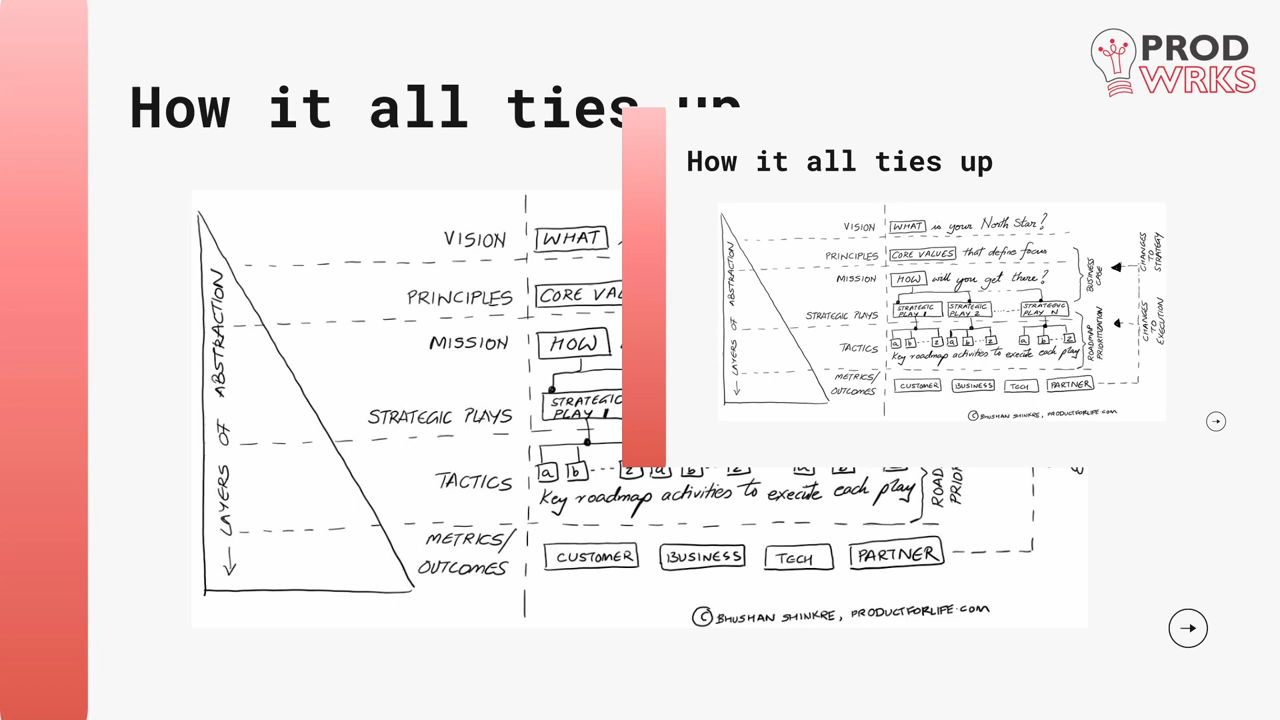 PROD
WRKS
How it all ties up
VISION
WHAT
PRINCIPLES
CORE VAL
MISSION
HOW
STRATEGIC PLAYS
STRATEGIC
PLAY 1
TACTICS
a b z a b z a z
Key roadmap activities to execute each play
METRICS/
OUTCOMES
CUSTOMER BUSINESS TECH PARTNER
LAYERS OF ABSTRACTION
ROAD
PRIOR
© BHUSHAN SHINKRE, PRODUCTFORLIFE.COM
How it all ties up
VISION WHAT is your North Star?
PRINCIPLES CORE VALUES that define focus
MISSION HOW will you get there?
STRATEGIC PLAYS
STRATEGIC
PLAY 1
STRATEGIC
PLAY 2
STRATEGIC
PLAY N
TACTICS
a b z a b z a b z
Key roadmap activities to execute each play
METRICS/
OUTCOMES
CUSTOMER BUSINESS TECH PARTNER
LAYERS OF ABSTRACTION
BUSINESS
CASE
ROADMAP
PRIORITIZATION
CHANGES
TO
STRATEGY
CHANGES
TO
EXECUTION
© BHUSHAN SHINKRE, PRODUCTFORLIFE.COM